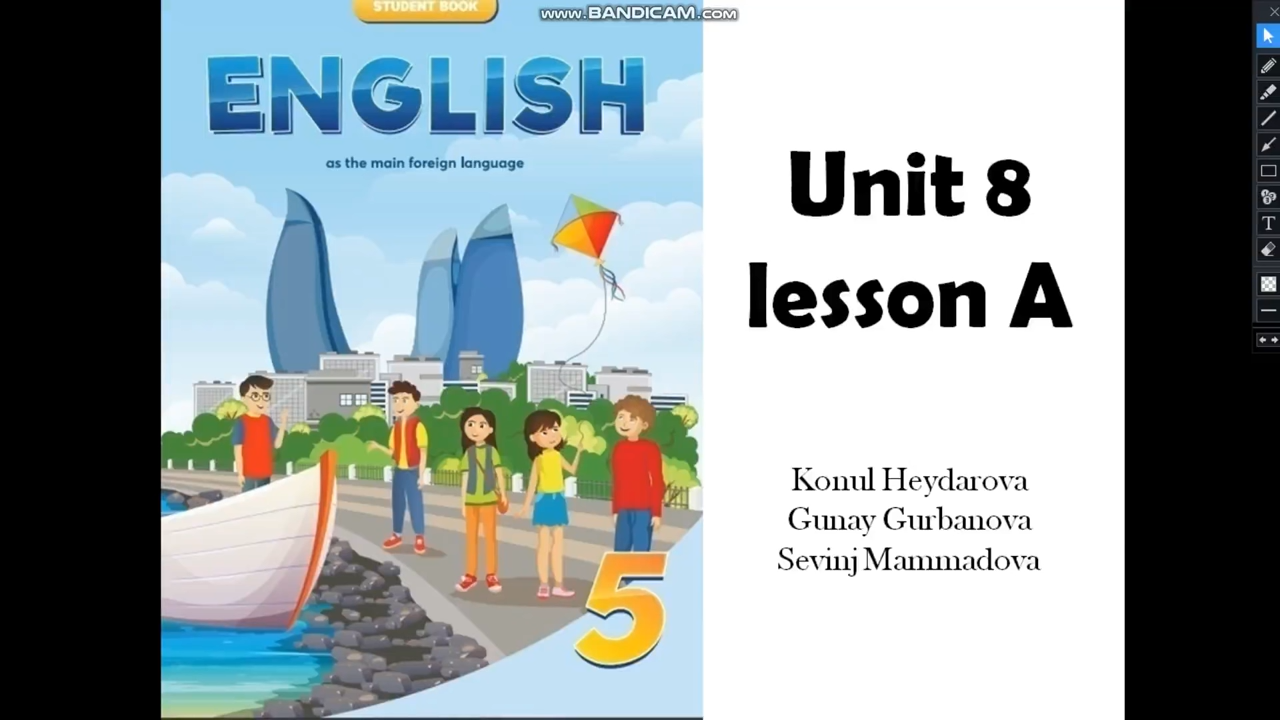 STUDENT BOOK
www.BANDICAM.com
ENGLISH
as the main foreign language
5
Unit 8
lesson A
Konul Heydarova
Gunay Gurbanova
Sevinj Mammadova
T